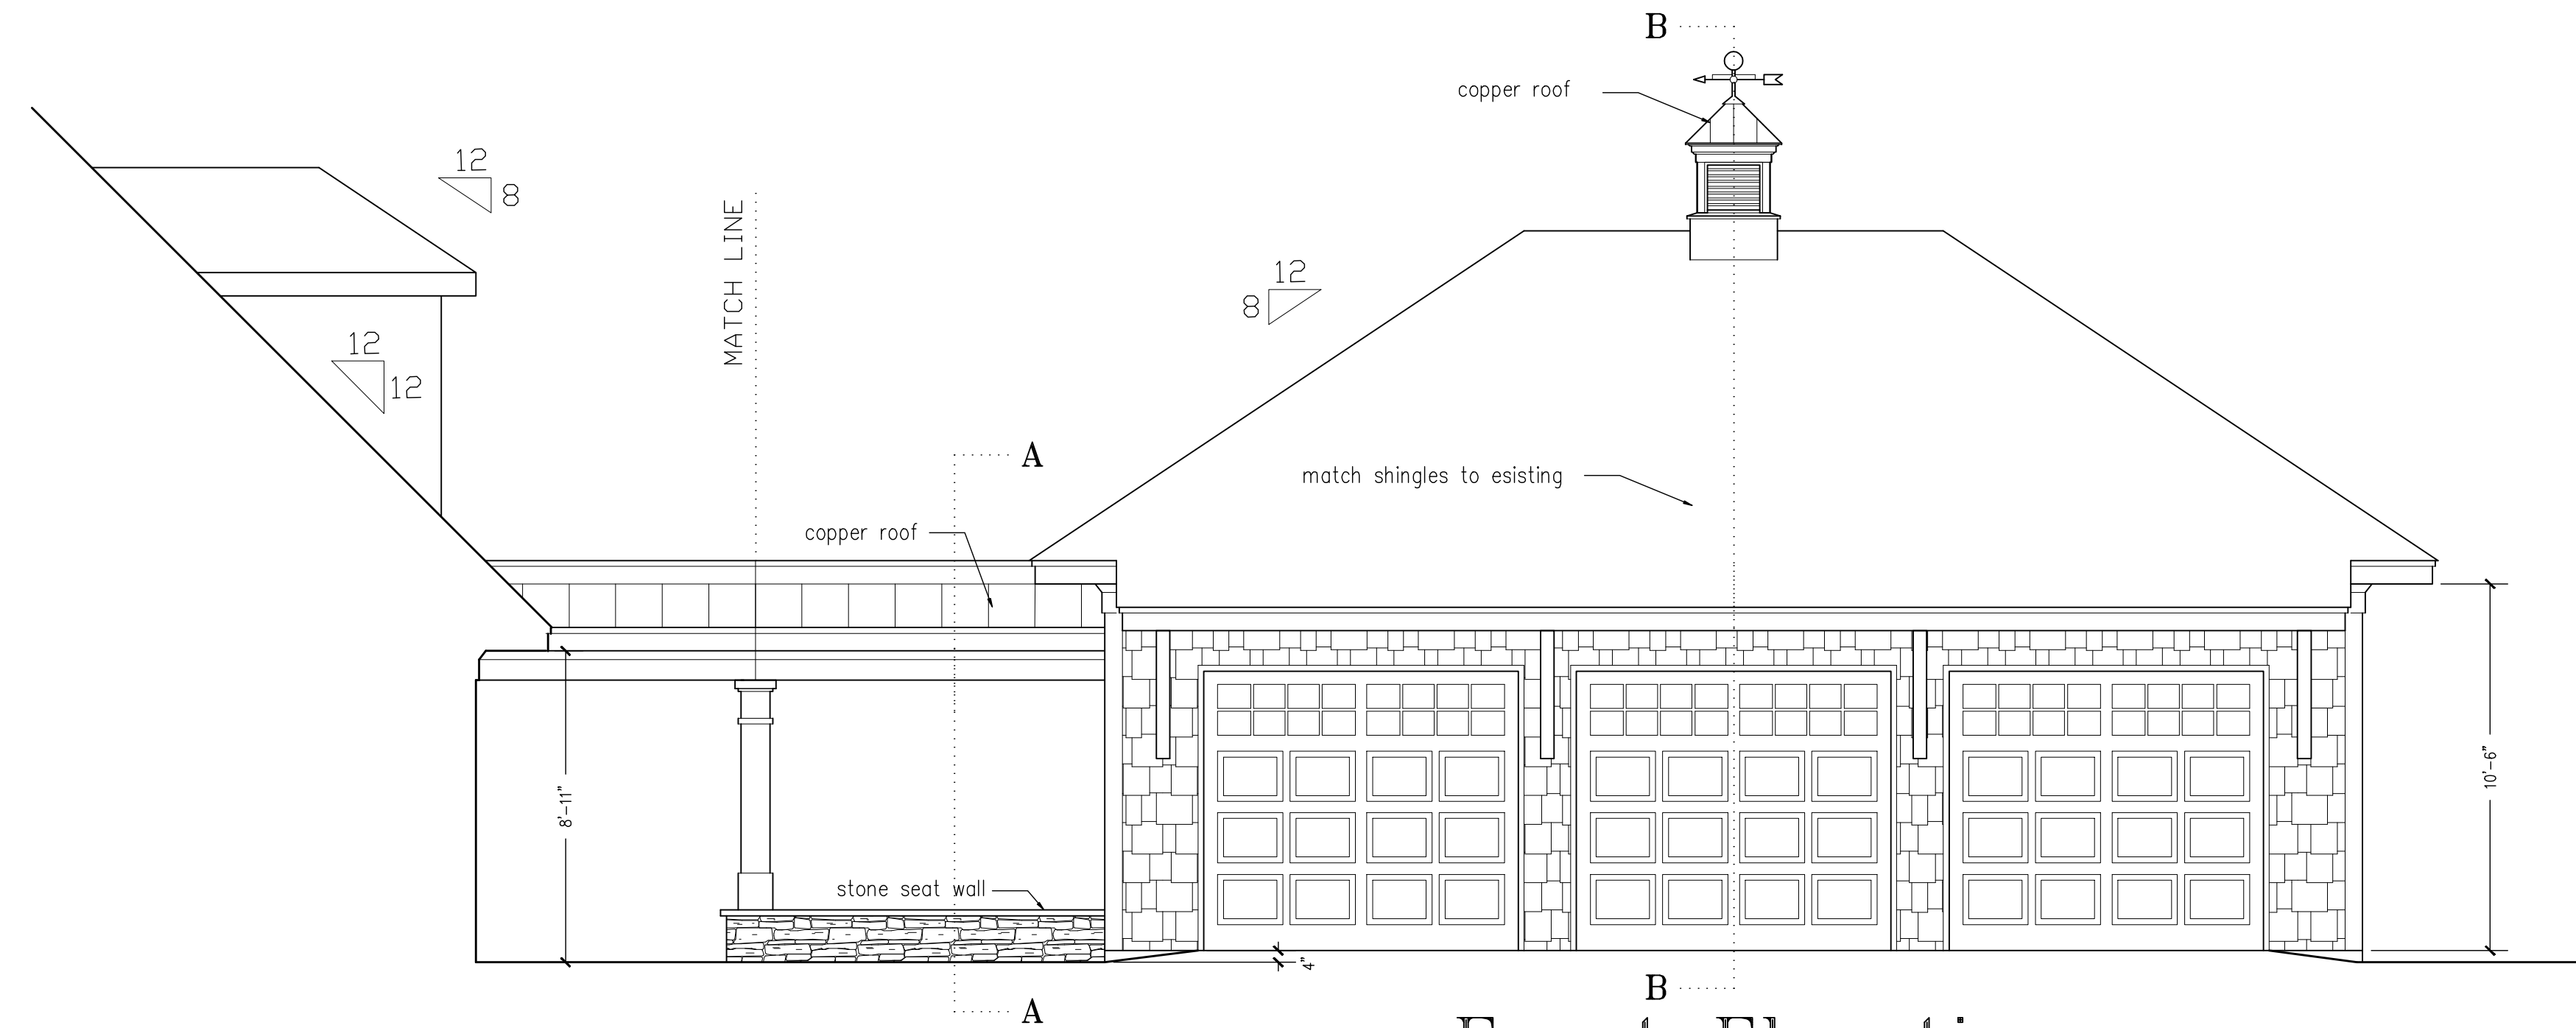 B
copper roof
12
8
MATCH LINE
12
8
12
12
A
match shingles to esisting
copper roof
10'-6"
8'-11"
stone seat wall
4"
B
A